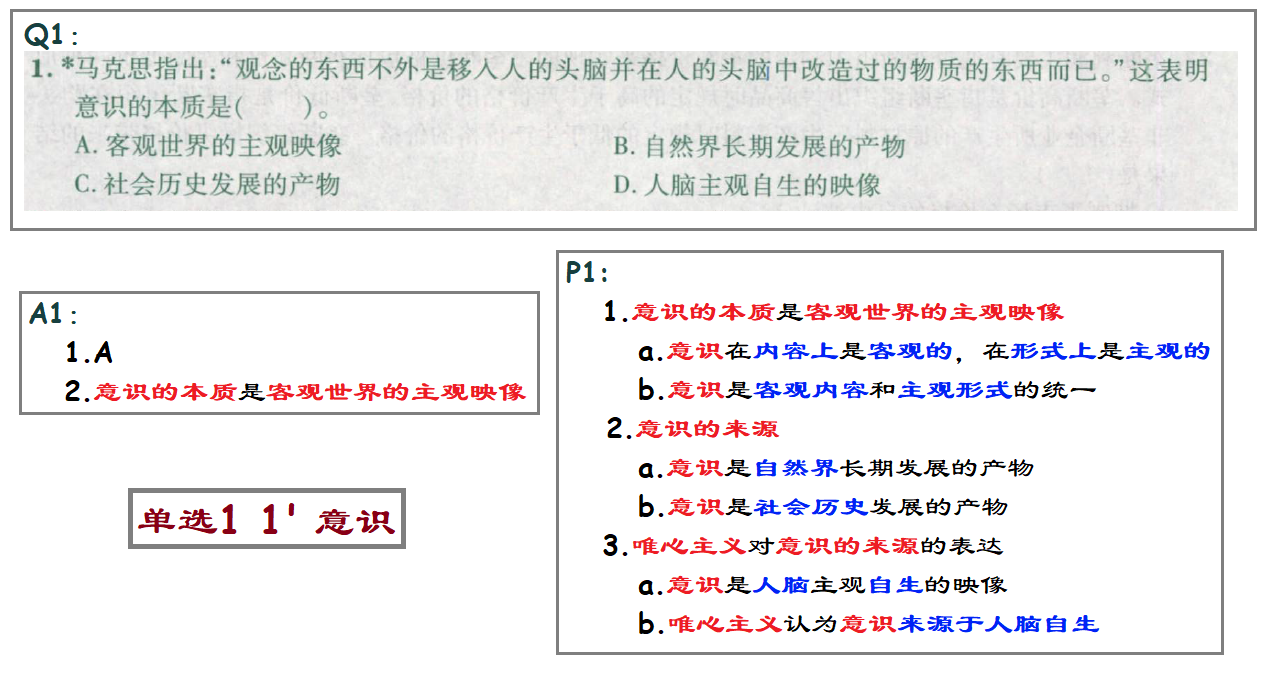 Q1：
1. *马克思指出：“观念的东西不外是移入人的头脑并在人的头脑中改造过的物质的东西而已。”这表明
意识的本质是(　　)。
A. 客观世界的主观映像
B. 自然界长期发展的产物
C. 社会历史发展的产物
D. 人脑主观自生的映像
A1：
1.A
2.意识的本质是客观世界的主观映像
单选1 1' 意识
P1：
1.意识的本质是客观世界的主观映像
a.意识在内容上是客观的，在形式上是主观的
b.意识是客观内容和主观形式的统一
2.意识的来源
a.意识是自然界长期发展的产物
b.意识是社会历史发展的产物
3.唯心主义对意识的来源的表达
a.意识是人脑主观自生的映像
b.唯心主义认为意识来源于人脑自生